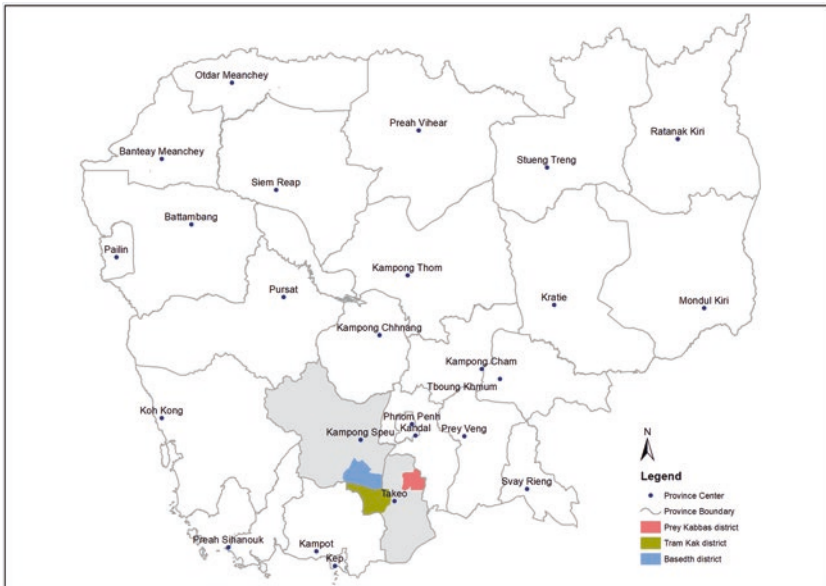 Otdar Meanchey
Preah Vihear
Ratanak Kiri
Banteay Meanchey
Stueng Treng
Siem Reap
Battambang
Pailin
Kampong Thom
Pursat
Kratie
Mondul Kiri
Kampong Chhnang
Kampong Cham
Tboung Khmum
Koh Kong
Phnom Penh
Kandal
Kampong Speu
Prey Veng
N
Svay Rieng
Takeo
Preah Sihanouk
Kampot
Kep
Legend
Province Center
Province Boundary
Prey Kabbas district
Tram Kak district
Basedth district